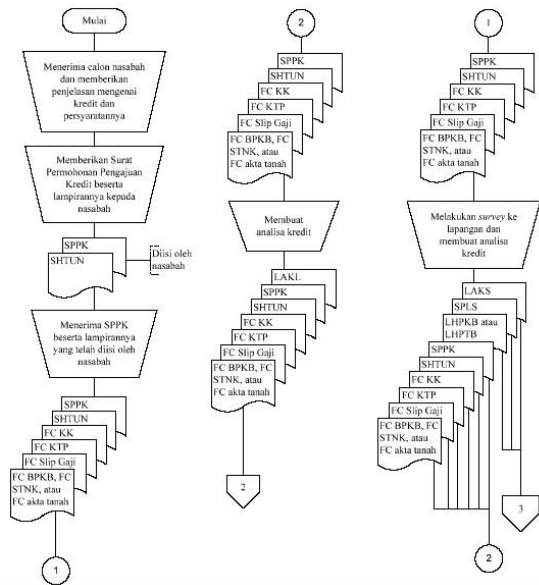 Mulai
Menerima calon nasabah
dan memberikan
penjelasan mengenai
kredit dan
persyaratannya
Memberikan Surat
Permohonan Pengajuan
Kredit beserta
lampirannya kepada
nasabah
SPPK
SHTUN
Diisi oleh
nasabah
Menerima SPPK
beserta lampirannya
yang telah diisi oleh
nasabah
SPPK
SHTUN
FC KK
FC KTP
FC Slip Gaji
FC BPKB, FC
STNK, atau
FC akta tanah
1
2
SPPK
SHTUN
FC KK
FC KTP
FC Slip Gaji
FC BPKB, FC
STNK, atau
FC akta tanah
Membuat
analisa kredit
LAKL
SPPK
SHTUN
FC KK
FC KTP
FC Slip Gaji
FC BPKB, FC
STNK, atau
FC akta tanah
2
1
SPPK
SHTUN
FC KK
FC KTP
FC Slip Gaji
FC BPKB, FC
STNK, atau
FC akta tanah
Melakukan survey ke
lapangan dan
membuat analisa
kredit
LAKS
SPLS
LHPKB atau
LHPTB
SPPK
SHTUN
FC KK
FC KTP
FC Slip Gaji
FC BPKB, FC
STNK, atau
FC akta tanah
3
2